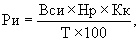 Ри = Вси × Нр × Кк / Т × 100 ,